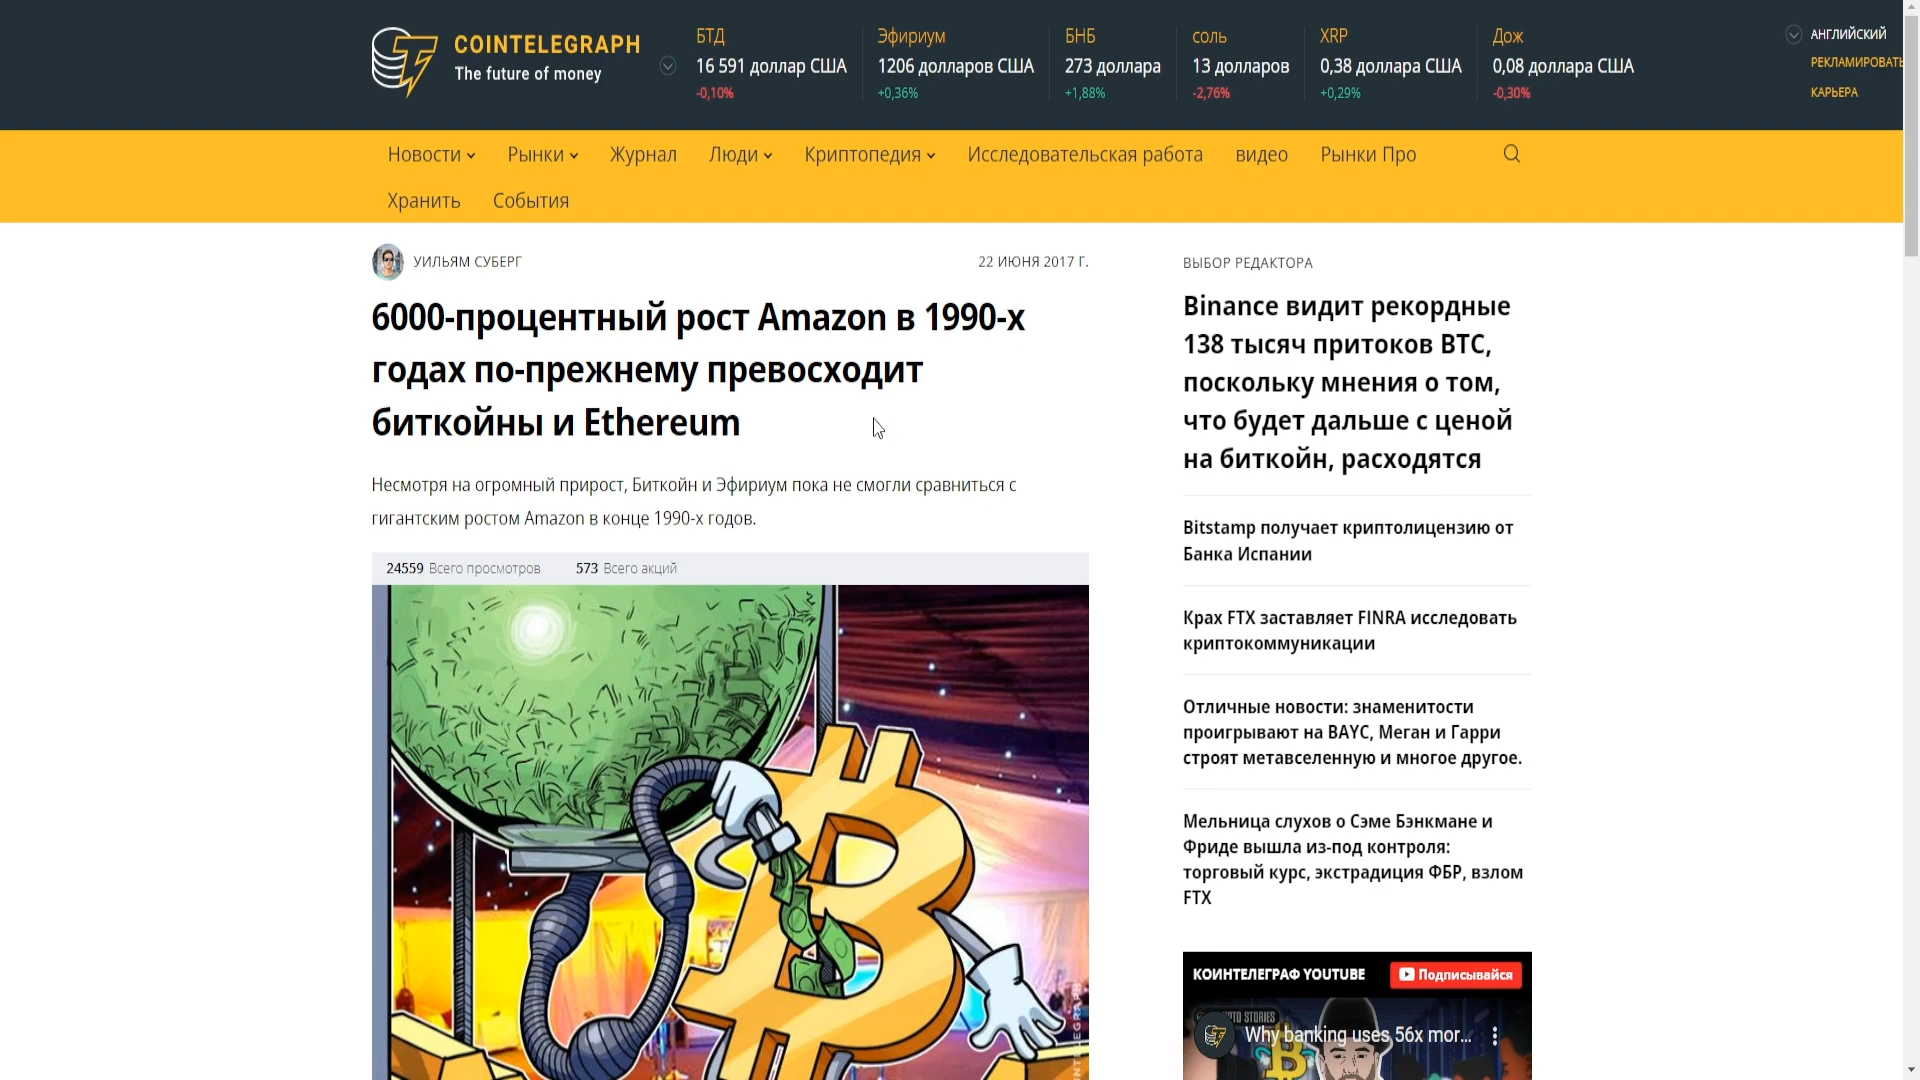 COINTELEGRAPH
The future of money
БТД
16 591 доллар США
-0,10%
Эфириум
1206 долларов США
+0,36%
БНБ
273 доллара
+1,88%
соль
13 долларов
-2,76%
XRP
0,38 доллара США
+0,29%
Дож
0,08 доллара США
-0,30%
АНГЛИЙСКИЙ
РЕКЛАМИРОВАТЬ
КАРЬЕРА
Новости Рынки Журнал Люди Криптопедия Исследовательская работа видео Рынки Про
Хранить События
УИЛЬЯМ СУБЕРГ
22 ИЮНЯ 2017 Г.
6000-процентный рост Amazon в 1990-х
годах по-прежнему превосходит
биткойны и Ethereum
Несмотря на огромный прирост, Биткойн и Эфириум пока не смогли сравниться с
гигантским ростом Amazon в конце 1990-х годов.
24559 Всего просмотров 573 Всего акций
ВЫБОР РЕДАКТОРА
Binance видит рекордные
138 тысяч притоков BTC,
поскольку мнения о том,
что будет дальше с ценой
на биткойн, расходятся
Bitstamp получает криптолицензию от
Банка Испании
Крах FTX заставляет FINRA исследовать
криптокоммуникации
Отличные новости: знаменитости
проигрывают на BAYC, Меган и Гарри
строят метавселенную и многое другое.
Мельница слухов о Сэме Бэнкмане и
Фриде вышла из-под контроля:
торговый курс, экстрадиция ФБР, взлом
FTX
КОИНТЕЛЕГРАФ YOUTUBE
Подписывайся
Why banking uses 56x mor...